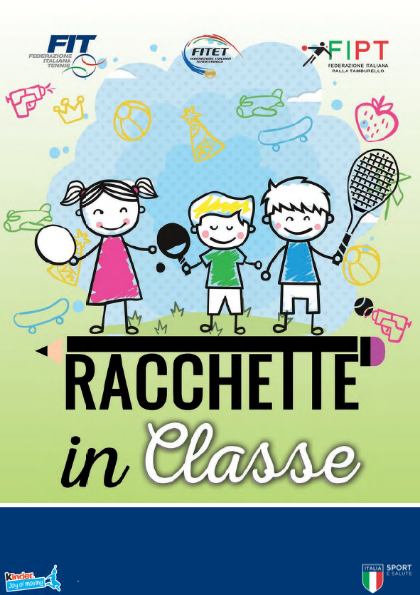 FIT
FEDERAZIONE
ITALIANA
TENNIS
FITET
FIPT
FEDERAZIONE ITALIANA
PALLA TAMBURELLO
RACCHETTE
in Classe
Kinder
Joy of moving
ITALIA
SPORT
E SALUTE